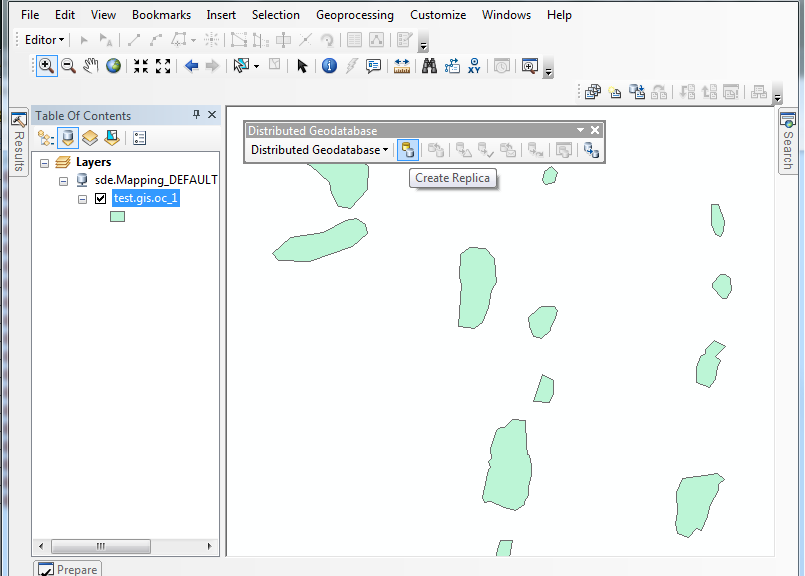 File Edit View Bookmarks Insert Selection Geoprocessing Customize Windows Help
Editor
XY
Table Of Contents
Results
Search
Layers
sde.Mapping_DEFAULT
test.gis.oc_1
Distributed Geodatabase
Distributed Geodatabase
Create Replica
Prepare